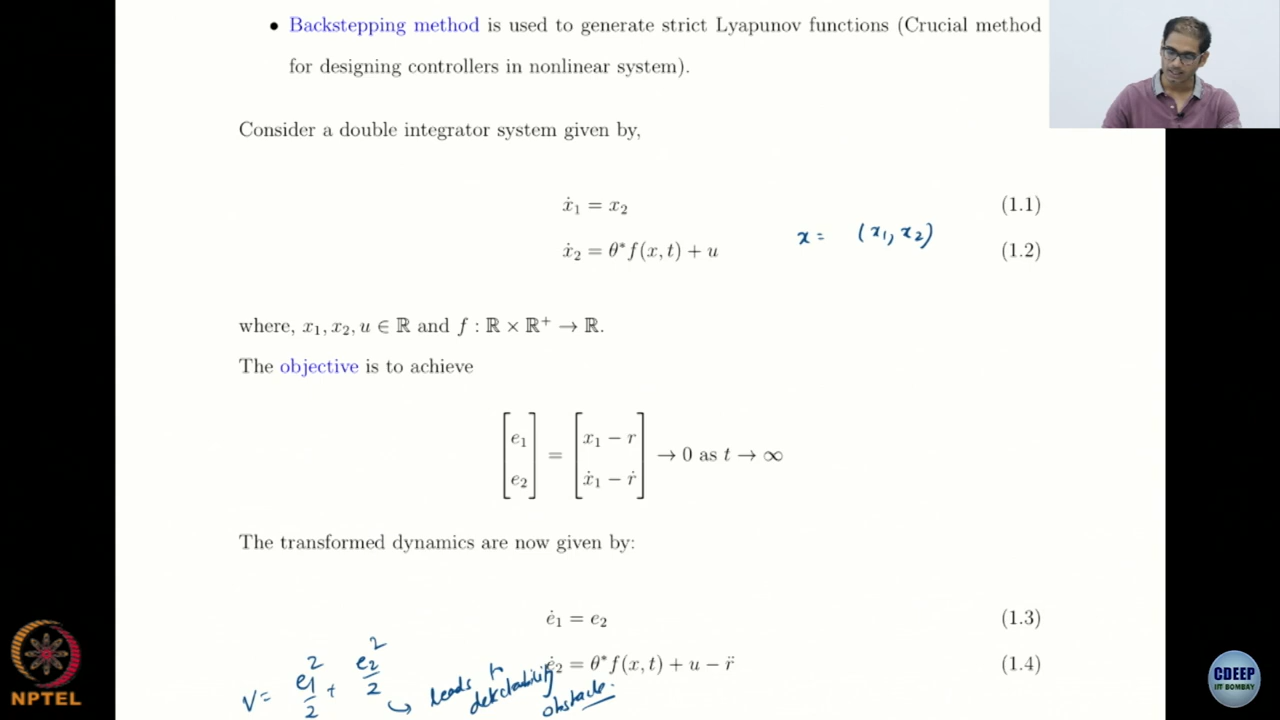 • Backstepping method is used to generate strict Lyapunov functions (Crucial method
for designing controllers in nonlinear system).
Consider a double integrator system given by,
ẋ₁ = x₂ (1.1)
x = (x₁, x₂)
ẋ₂ = θ*f(x, t) + u (1.2)
where, x₁, x₂, u ∈ ℝ and f : ℝ × ℝ⁺ → ℝ.
The objective is to achieve
[e₁ e₂] = [x₁ − r ẋ₁ − ṙ] → 0 as t → ∞
The transformed dynamics are now given by:
ė₁ = e₂ (1.3)
ė₂ = θ*f(x, t) + u − r̈ (1.4)
V = e₁²/2 + e₂²/2
leads to
detectability
obstacle.
NPTEL
CDEEP
IIT BOMBAY